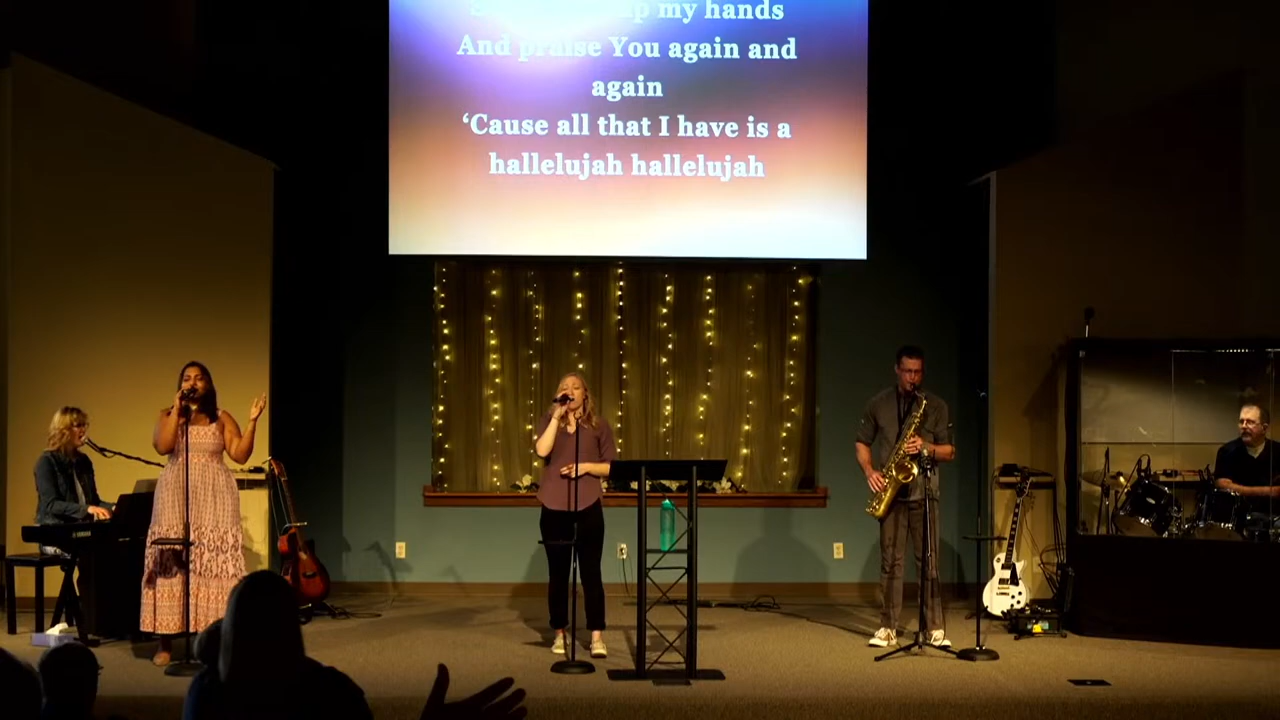 my hands
And praise You again and
again
‘Cause all that I have is a
hallelujah hallelujah